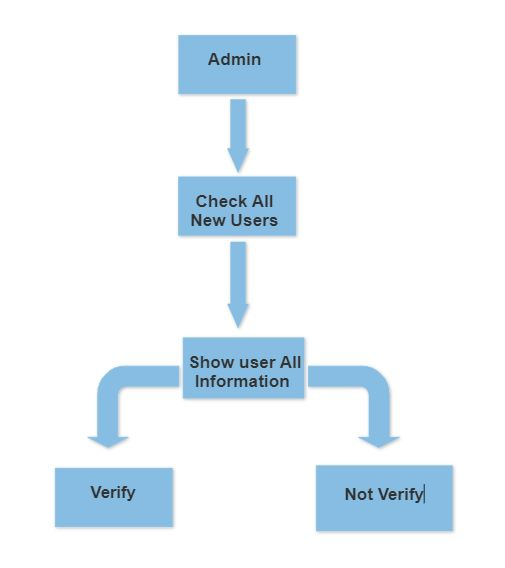 Admin
Check All
New Users
Show user All
Information
Verify
Not Verify